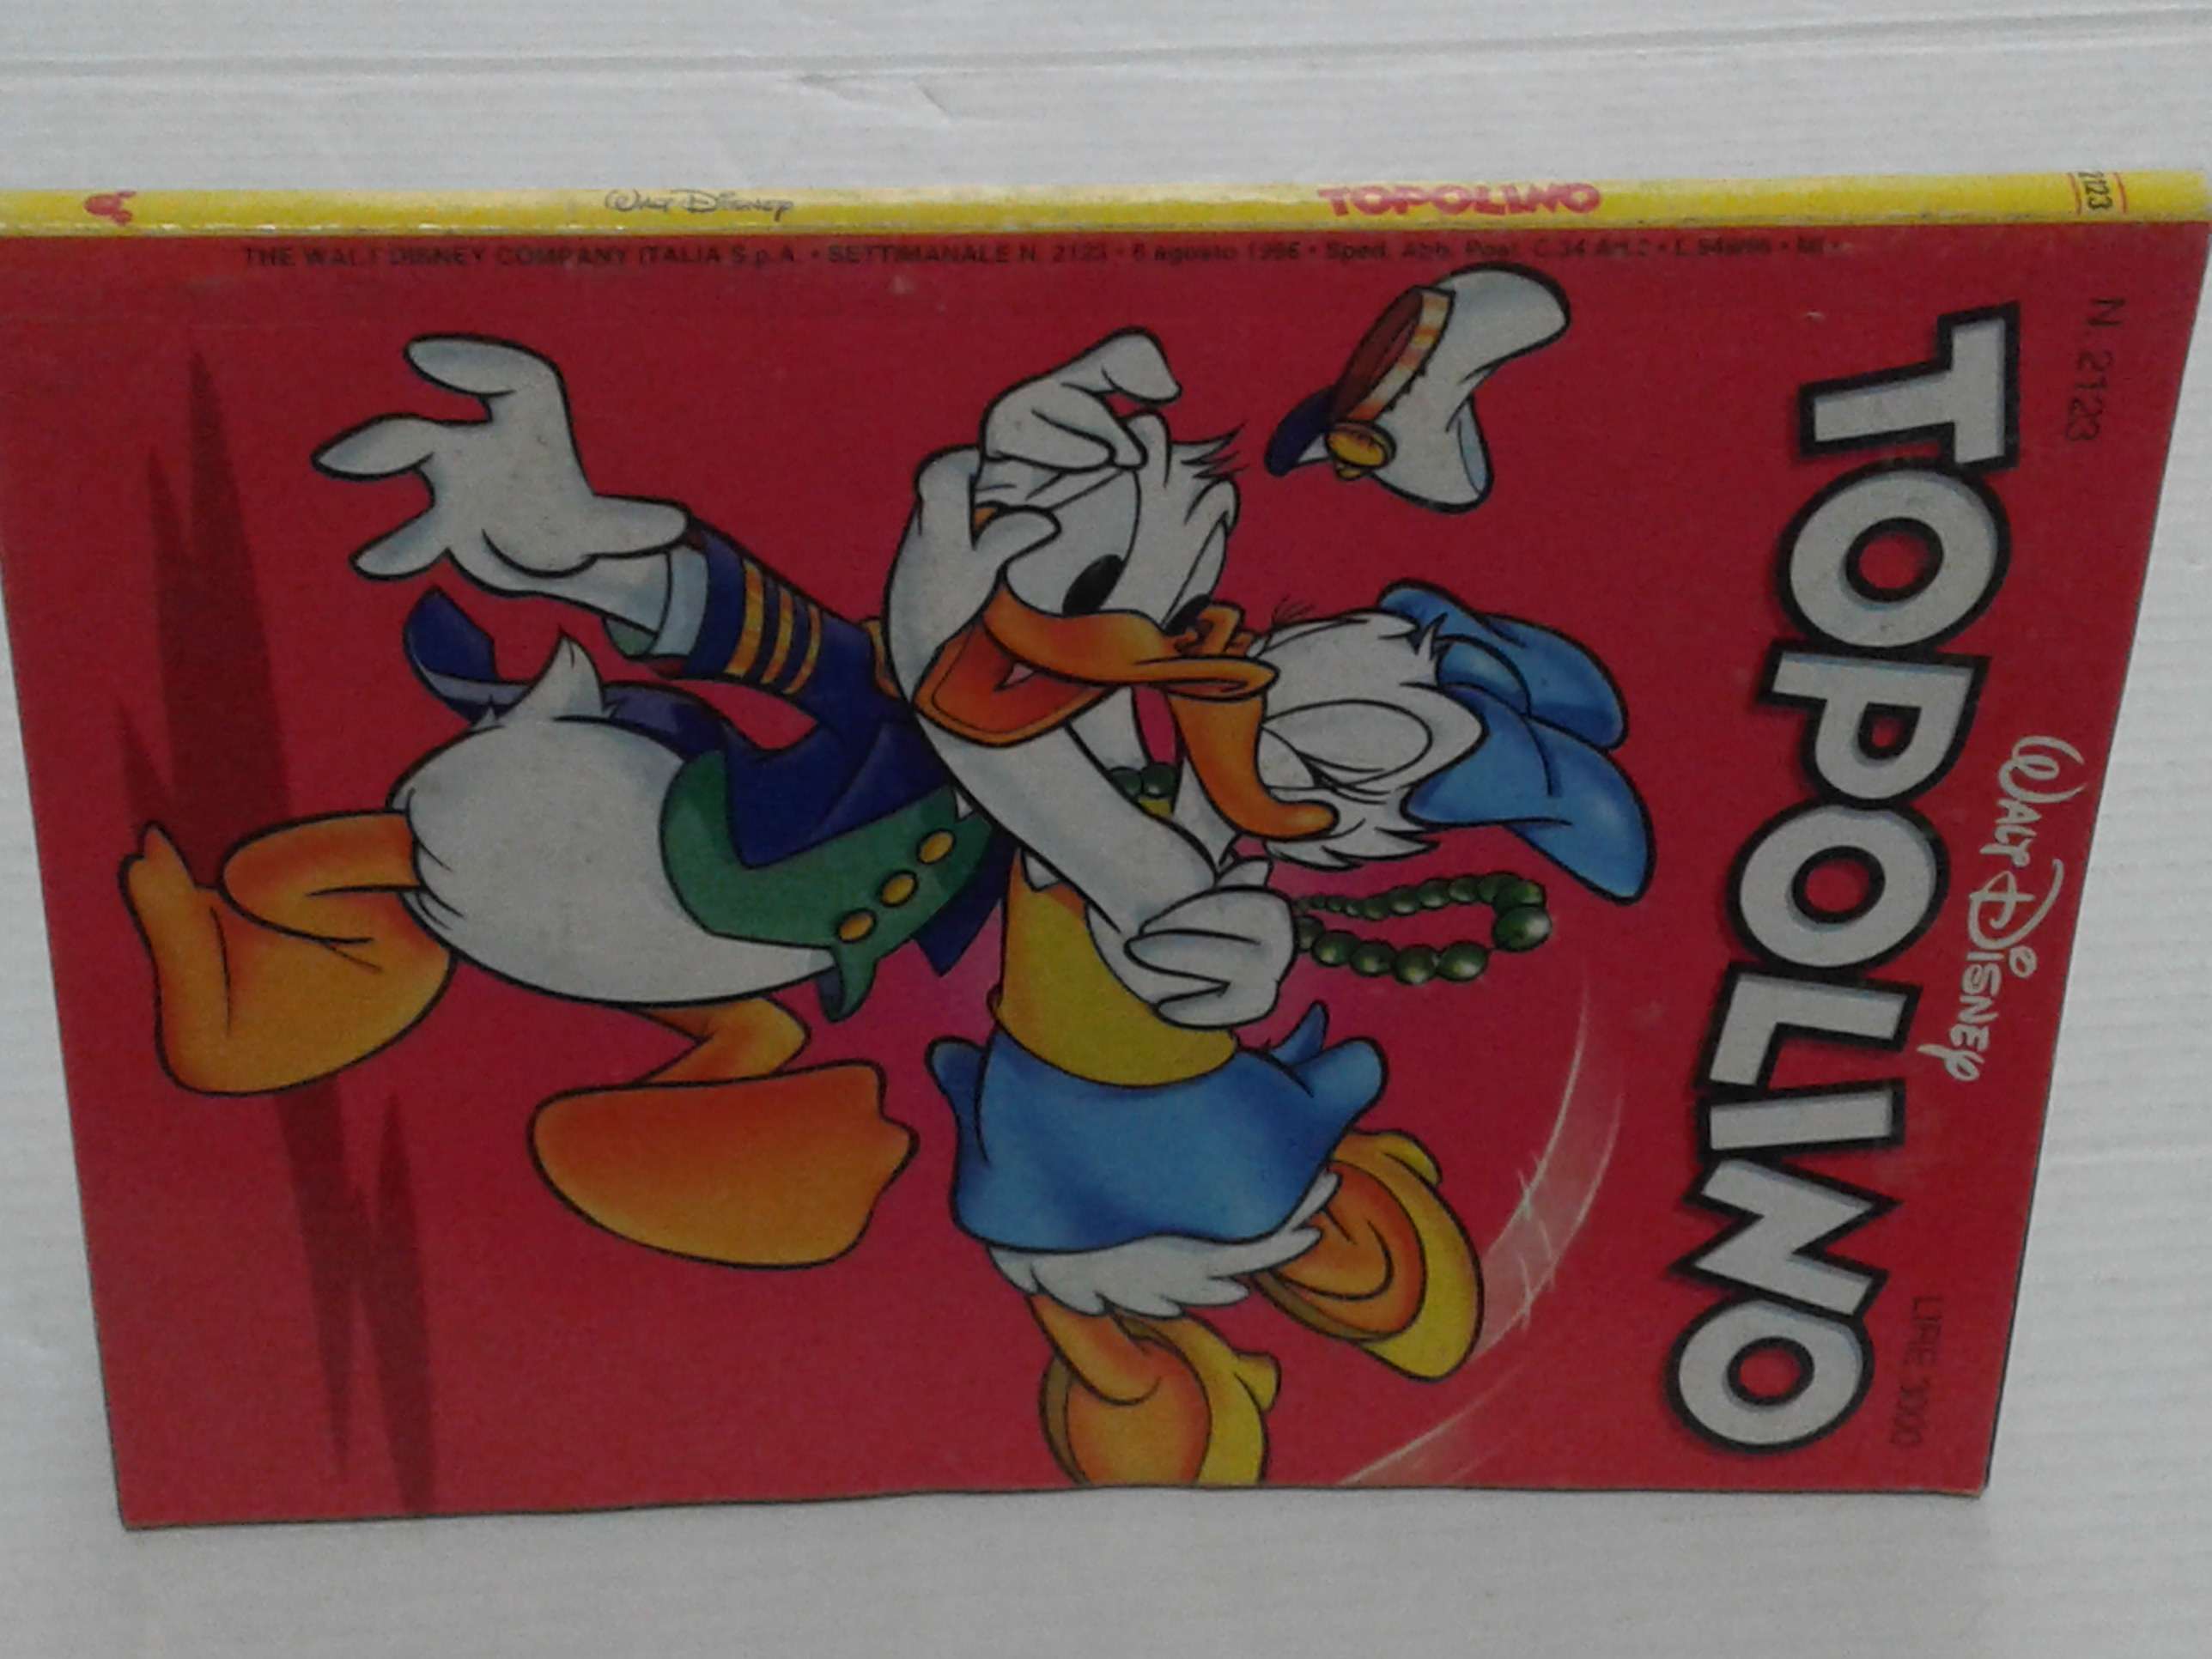 WALT DISNEY
TOPOLINO
2123
THE WALT DISNEY COMPANY ITALIA S.p.A. • SETTIMANALE N. 2123 • 6 agosto 1996 • Sped. Abb. Post.
N. 2123
WALT DISNEY
TOPOLINO
LIRE 3000